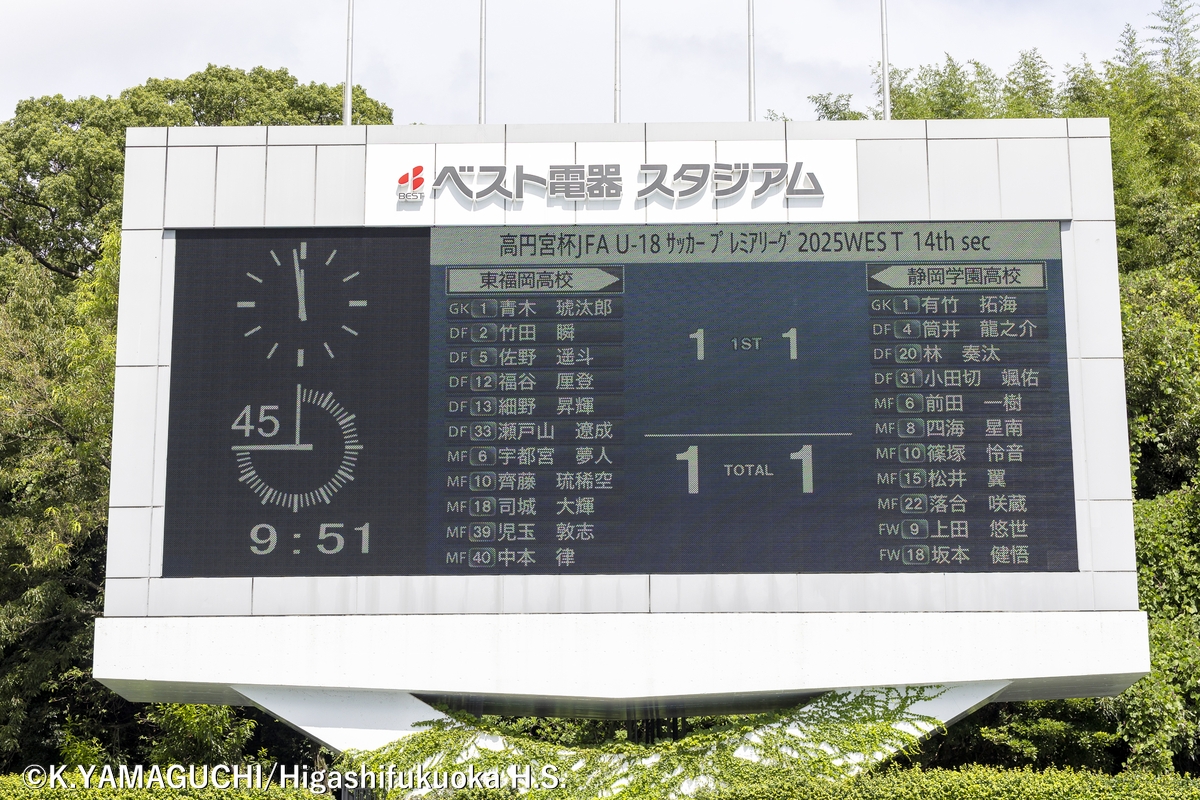 BEST ベスト電器 スタジアム
高円宮杯JFA U-18 ｻｯｶｰ ﾌﾟﾚﾐｱﾘｰｸﾞ 2025WEST 14th sec
東福岡高校
GK 1 青木 琥汰郎
DF 2 竹田 瞬
DF 5 佐野 遥斗
DF 12 福谷 厘登
DF 13 細野 昇輝
DF 33 瀬戸山 遼成
MF 6 宇都宮 夢人
MF 10 齊藤 琉稀空
MF 18 司城 大輝
MF 39 児玉 敦志
MF 40 中本 律
1 1ST 1
1 TOTAL 1
静岡学園高校
GK 1 有竹 拓海
DF 4 筒井 龍之介
DF 20 林 奏汰
DF 31 小田切 颯佑
MF 6 前田 一樹
MF 8 四海 星南
MF 10 篠塚 怜音
MF 15 松井 翼
MF 22 落合 咲蔵
FW 9 上田 悠世
FW 18 坂本 健悟
45
9:51
©K.YAMAGUCHI/Higashifukuoka H.S.